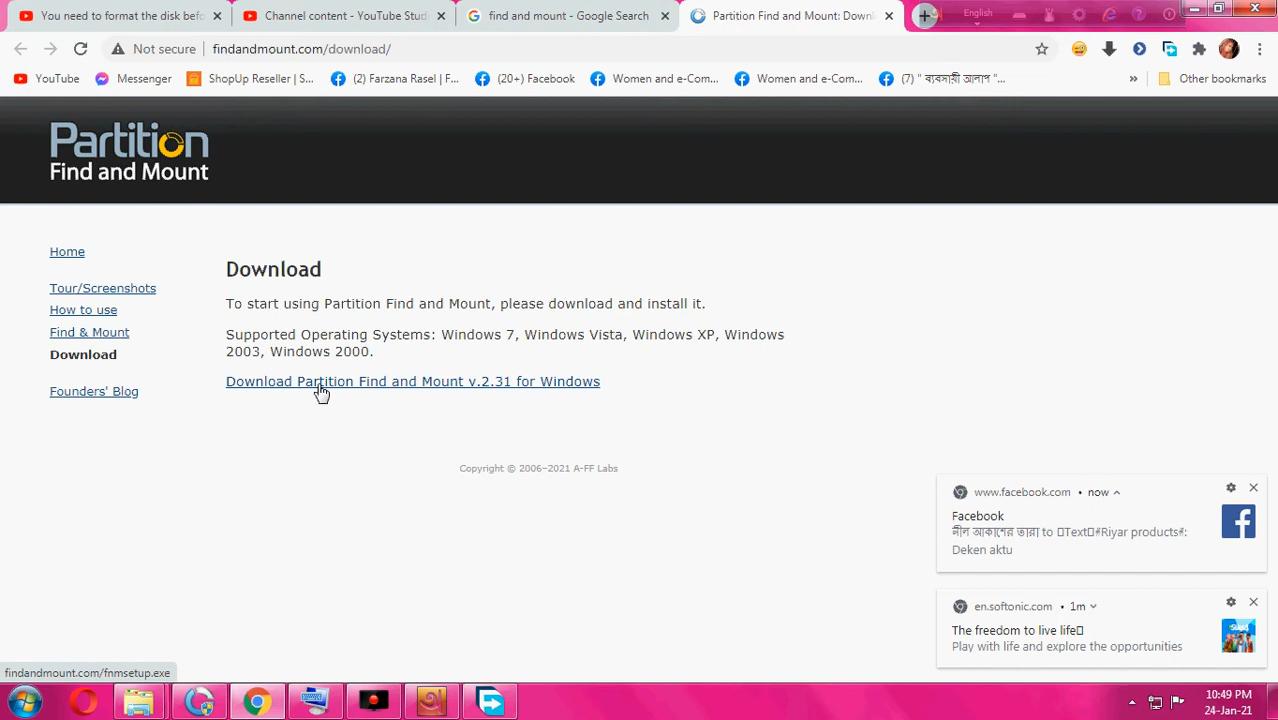 You need to format the disk befo
Channel content - YouTube Stud
find and mount - Google Search
Partition Find and Mount: Downl
English
Not secure
findandmount.com/download/
YouTube
Messenger
ShopUp Reseller | S...
(2) Farzana Rasel | F...
(20+) Facebook
Women and e-Com...
Women and e-Com...
(7) " ব্যবসায়ী আলাপ "...
»
Other bookmarks
Partition
Find and Mount
Home
Tour/Screenshots
How to use
Find & Mount
Download
Founders' Blog
Download
To start using Partition Find and Mount, please download and install it.
Supported Operating Systems: Windows 7, Windows Vista, Windows XP, Windows
2003, Windows 2000.
Download Partition Find and Mount v.2.31 for Windows
Copyright © 2006–2021 A-FF Labs
www.facebook.com • now
Facebook
নীল আকাশের তারা to Text#Riyar products#:
Deken aktu
en.softonic.com • 1m
The freedom to live life
Play with life and explore the opportunities
findandmount.com/fnmsetup.exe
10:49 PM
24-Jan-21